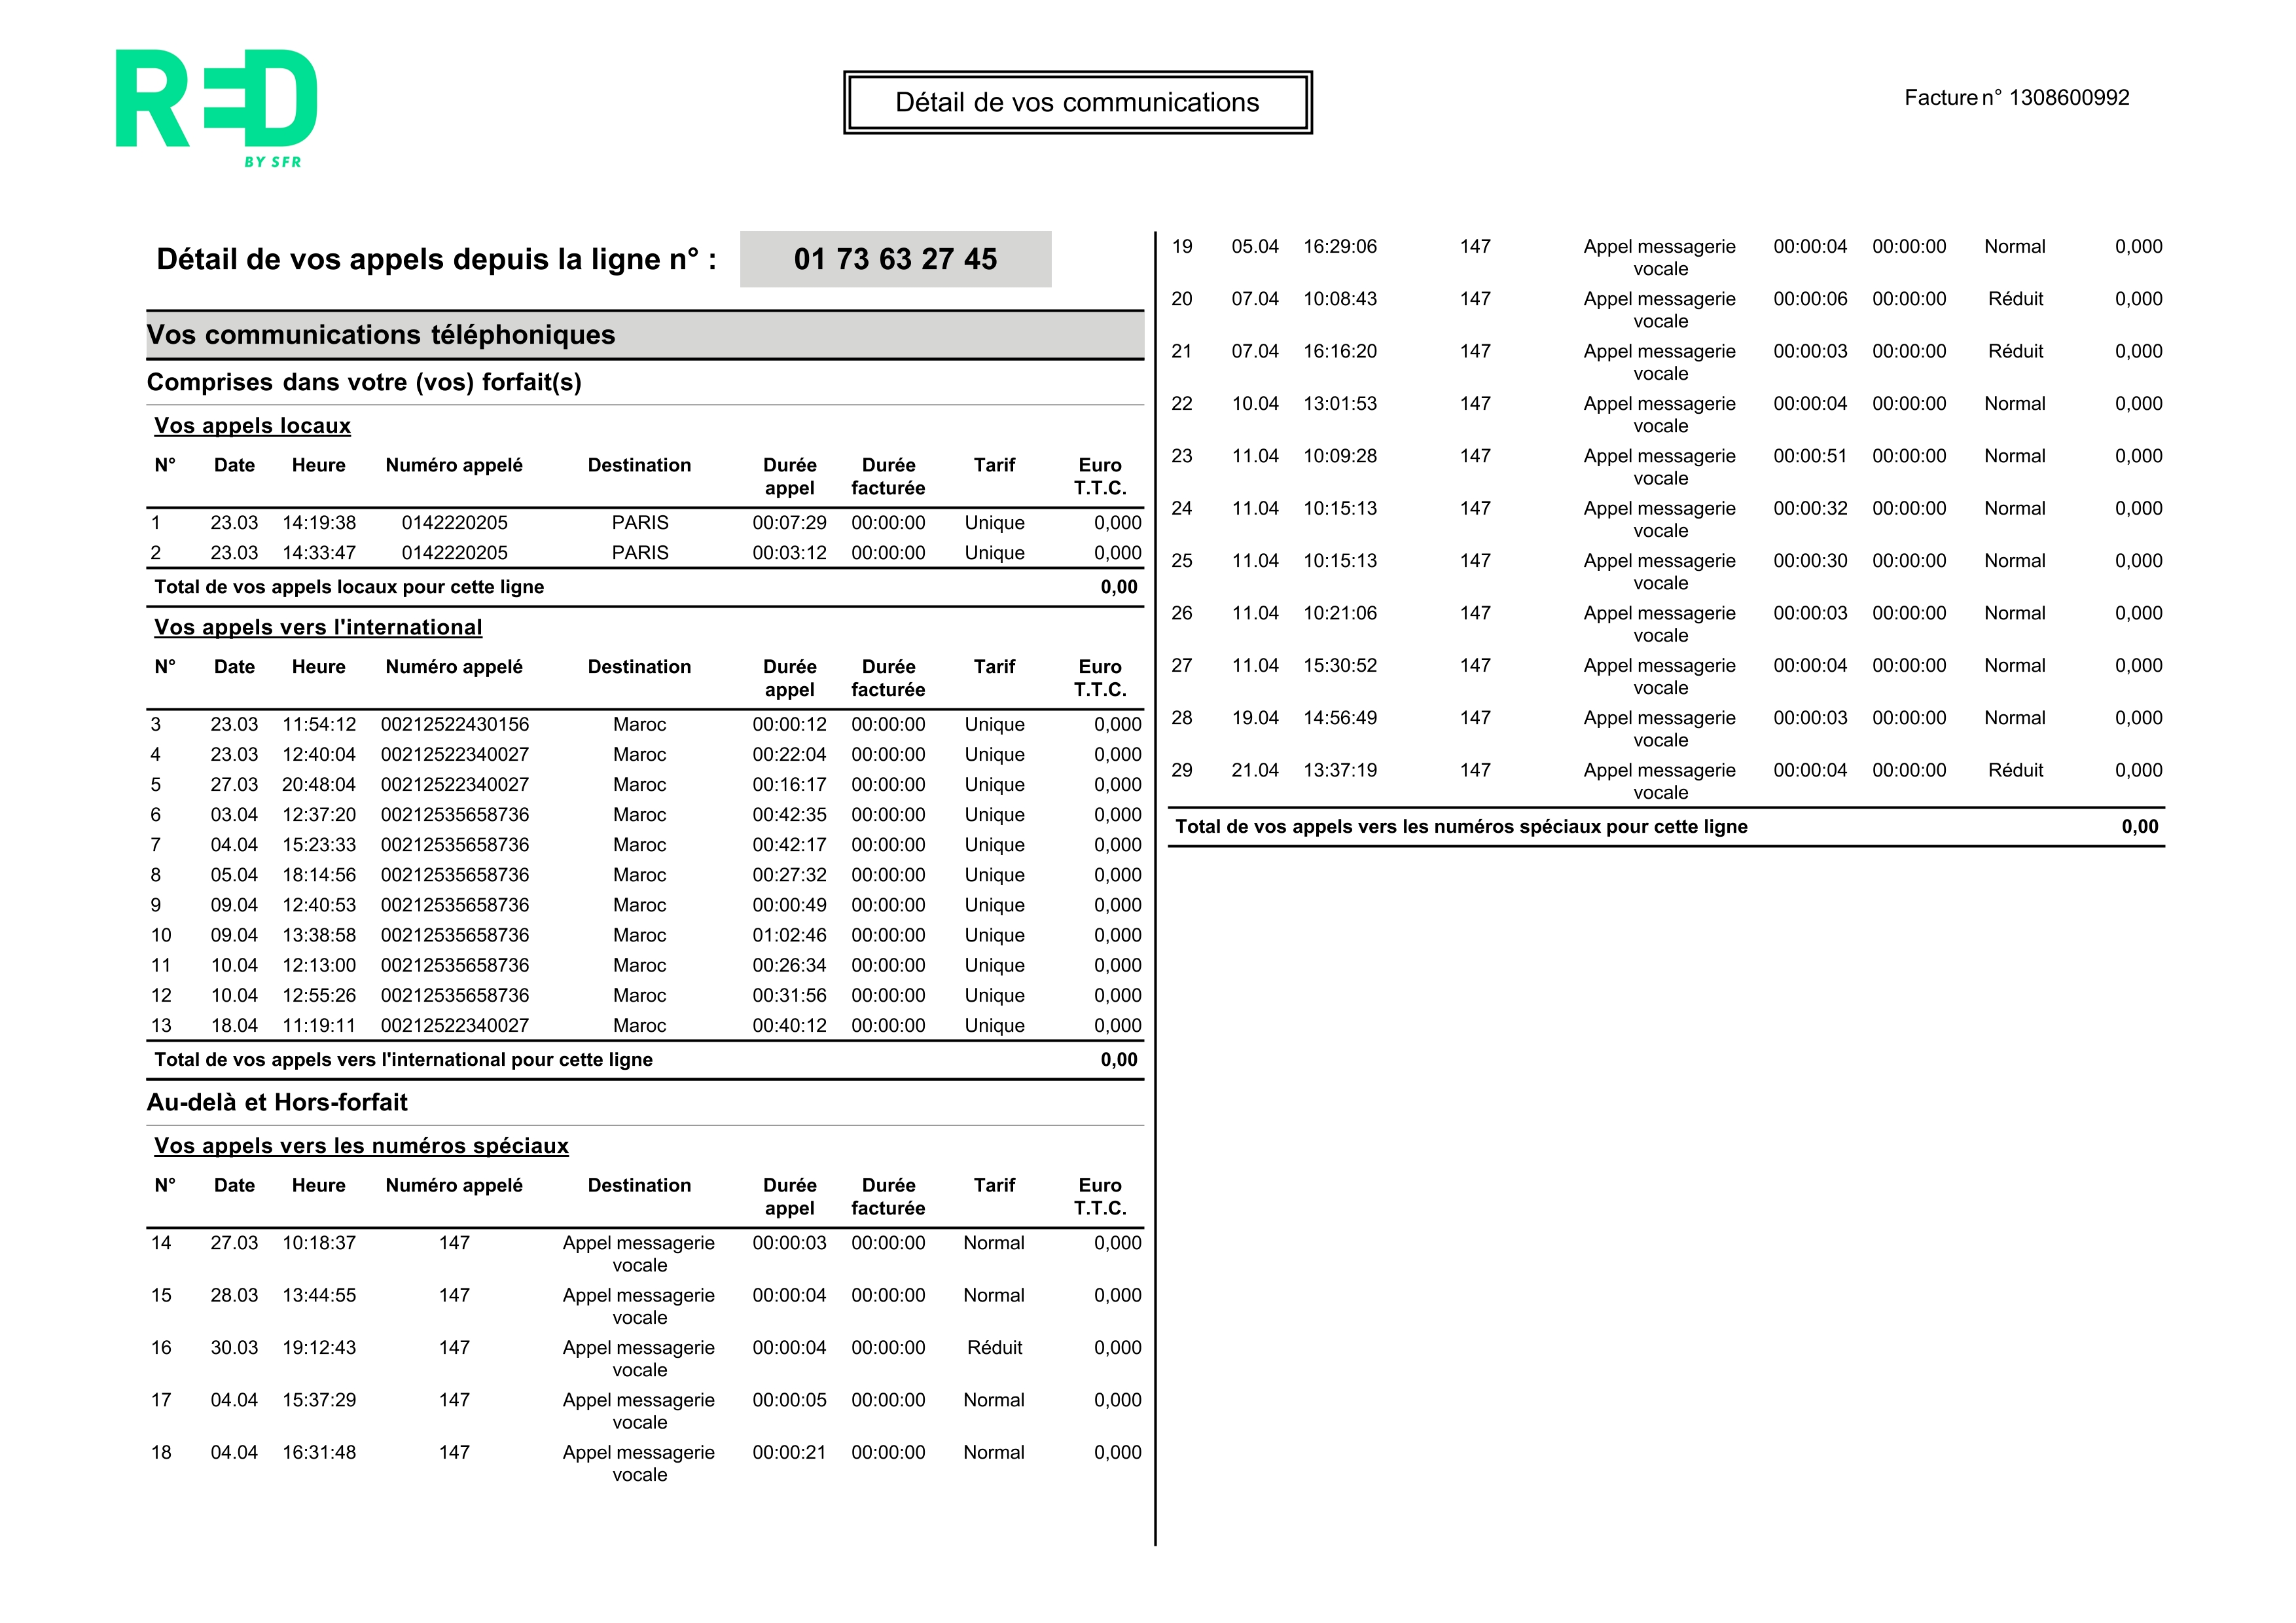 RED
BY SFR
Détail de vos communications
Facture n° 1308600992
Détail de vos appels depuis la ligne n° : 01 73 63 27 45
Vos communications téléphoniques
Comprises dans votre (vos) forfait(s)
Vos appels locaux
N° Date Heure Numéro appelé Destination Durée appel Durée facturée Tarif Euro T.T.C.
1 23.03 14:19:38 0142220205 PARIS 00:07:29 00:00:00 Unique 0,000
2 23.03 14:33:47 0142220205 PARIS 00:03:12 00:00:00 Unique 0,000
Total de vos appels locaux pour cette ligne 0,00
Vos appels vers l'international
N° Date Heure Numéro appelé Destination Durée appel Durée facturée Tarif Euro T.T.C.
3 23.03 11:54:12 00212522430156 Maroc 00:00:12 00:00:00 Unique 0,000
4 23.03 12:40:04 00212522340027 Maroc 00:22:04 00:00:00 Unique 0,000
5 27.03 20:48:04 00212522340027 Maroc 00:16:17 00:00:00 Unique 0,000
6 03.04 12:37:20 00212535658736 Maroc 00:42:35 00:00:00 Unique 0,000
7 04.04 15:23:33 00212535658736 Maroc 00:42:17 00:00:00 Unique 0,000
8 05.04 18:14:56 00212535658736 Maroc 00:27:32 00:00:00 Unique 0,000
9 09.04 12:40:53 00212535658736 Maroc 00:00:49 00:00:00 Unique 0,000
10 09.04 13:38:58 00212535658736 Maroc 01:02:46 00:00:00 Unique 0,000
11 10.04 12:13:00 00212535658736 Maroc 00:26:34 00:00:00 Unique 0,000
12 10.04 12:55:26 00212535658736 Maroc 00:31:56 00:00:00 Unique 0,000
13 18.04 11:19:11 00212522340027 Maroc 00:40:12 00:00:00 Unique 0,000
Total de vos appels vers l'international pour cette ligne 0,00
Au-delà et Hors-forfait
Vos appels vers les numéros spéciaux
N° Date Heure Numéro appelé Destination Durée appel Durée facturée Tarif Euro T.T.C.
14 27.03 10:18:37 147 Appel messagerie vocale 00:00:03 00:00:00 Normal 0,000
15 28.03 13:44:55 147 Appel messagerie vocale 00:00:04 00:00:00 Normal 0,000
16 30.03 19:12:43 147 Appel messagerie vocale 00:00:04 00:00:00 Réduit 0,000
17 04.04 15:37:29 147 Appel messagerie vocale 00:00:05 00:00:00 Normal 0,000
18 04.04 16:31:48 147 Appel messagerie vocale 00:00:21 00:00:00 Normal 0,000
19 05.04 16:29:06 147 Appel messagerie vocale 00:00:04 00:00:00 Normal 0,000
20 07.04 10:08:43 147 Appel messagerie vocale 00:00:06 00:00:00 Réduit 0,000
21 07.04 16:16:20 147 Appel messagerie vocale 00:00:03 00:00:00 Réduit 0,000
22 10.04 13:01:53 147 Appel messagerie vocale 00:00:04 00:00:00 Normal 0,000
23 11.04 10:09:28 147 Appel messagerie vocale 00:00:51 00:00:00 Normal 0,000
24 11.04 10:15:13 147 Appel messagerie vocale 00:00:32 00:00:00 Normal 0,000
25 11.04 10:15:13 147 Appel messagerie vocale 00:00:30 00:00:00 Normal 0,000
26 11.04 10:21:06 147 Appel messagerie vocale 00:00:03 00:00:00 Normal 0,000
27 11.04 15:30:52 147 Appel messagerie vocale 00:00:04 00:00:00 Normal 0,000
28 19.04 14:56:49 147 Appel messagerie vocale 00:00:03 00:00:00 Normal 0,000
29 21.04 13:37:19 147 Appel messagerie vocale 00:00:04 00:00:00 Réduit 0,000
Total de vos appels vers les numéros spéciaux pour cette ligne 0,00